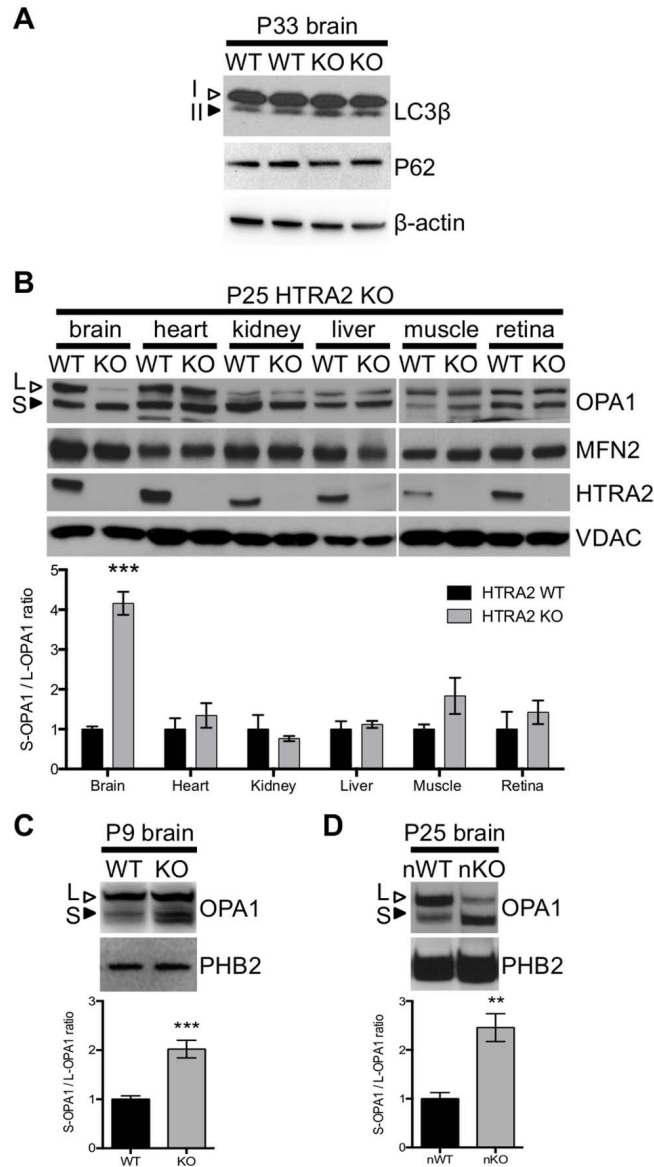 A
P33 brain
WT WT KO KO
I
II
LC3β
P62
β-actin
B
P25 HTRA2 KO
brain heart kidney liver muscle retina
WT KO WT KO WT KO WT KO WT KO WT KO
L
S
OPA1
MFN2
HTRA2
VDAC
S-OPA1 / L-OPA1 ratio
5
4
3
2
1
0
***
HTRA2 WT
HTRA2 KO
Brain Heart Kidney Liver Muscle Retina
C
P9 brain
WT KO
L
S
OPA1
PHB2
S-OPA1 / L-OPA1 ratio
3
2
1
0
***
WT KO
D
P25 brain
nWT nKO
L
S
OPA1
PHB2
S-OPA1 / L-OPA1 ratio
3
2
1
0
**
nWT nKO